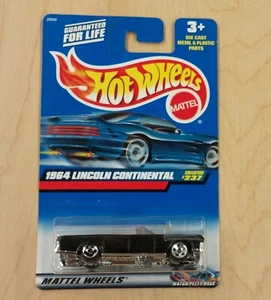 GUARANTEED
FOR LIFE
3+
DIE CAST
METAL & PLASTIC
PARTS
Hot Wheels
MATTEL
1964 LINCOLN CONTINENTAL
COLLECTOR
#237
MATTEL WHEELS